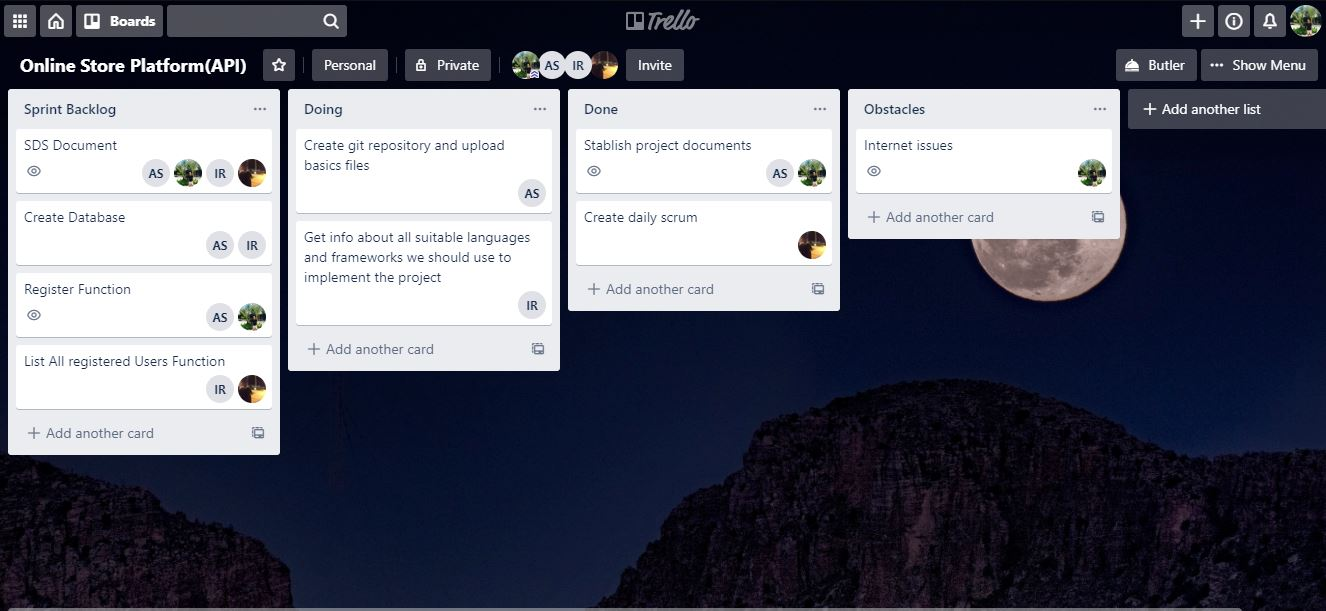 Boards
Trello
Online Store Platform(API)
Personal
Private
AS
IR
Invite
Butler
Show Menu
Sprint Backlog
SDS Document
AS
IR
Create Database
AS
IR
Register Function
AS
List All registered Users Function
IR
Add another card
Doing
Create git repository and upload
basics files
AS
Get info about all suitable languages
and frameworks we should use to
implement the project
IR
Add another card
Done
Stablish project documents
AS
Create daily scrum
Add another card
Obstacles
Internet issues
Add another card
Add another list